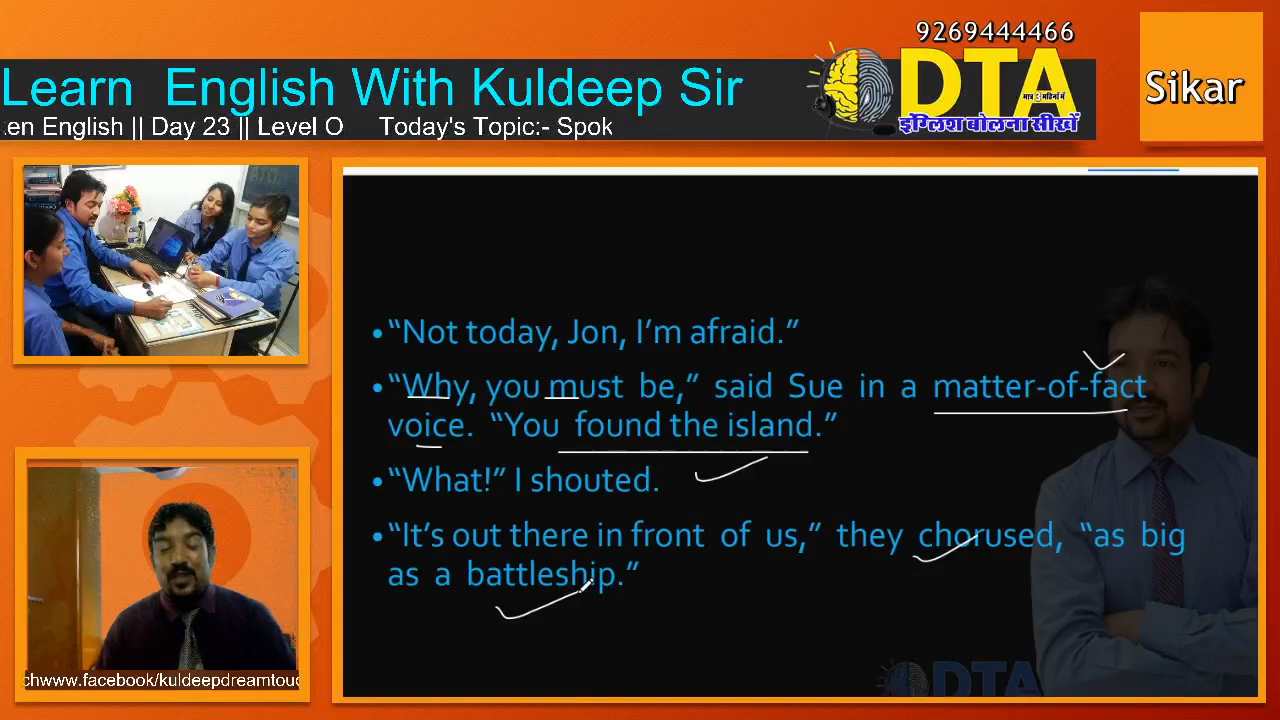 9269444466
Learn English With Kuldeep Sir
DTA
Sikar
इंग्लिश बोलना सीखें
.en English || Day 23 || Level O Today's Topic:- Spok
•“Not today, Jon, I’m afraid.”
•“Why, you must be,” said Sue in a matter-of-fact
voice. “You found the island.”
•“What!” I shouted.
•“It’s out there in front of us,” they chorused, “as big
as a battleship.”
chwww.facebook/kuldeepdreamtouc
DTA